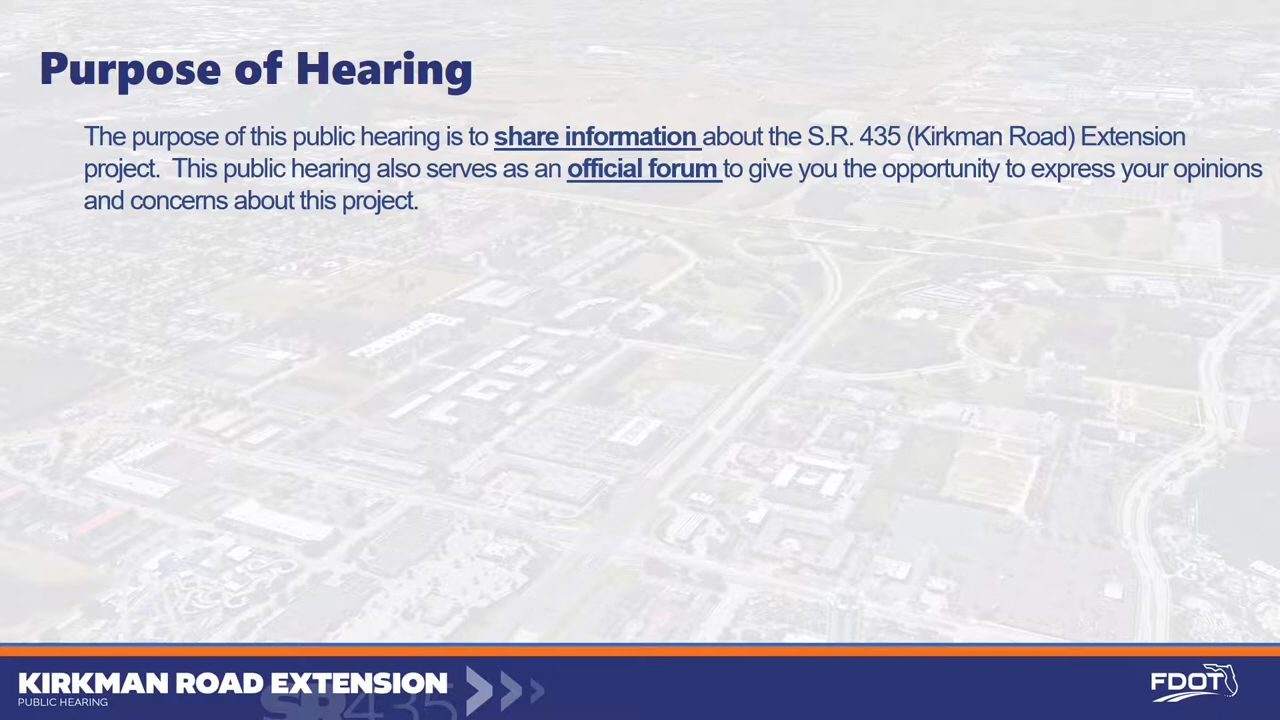 Purpose of Hearing
The purpose of this public hearing is to share information about the S.R. 435 (Kirkman Road) Extension
project. This public hearing also serves as an official forum to give you the opportunity to express your opinions
and concerns about this project.
KIRKMAN ROAD EXTENSION
PUBLIC HEARING
SR435
FDOT